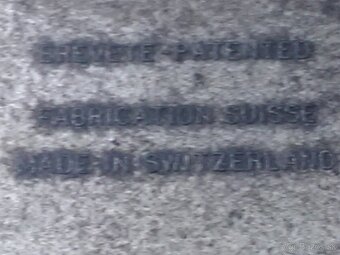 BREVETE-PATENTED
FABRICATION SUISSE
MADE IN SWITZERLAND